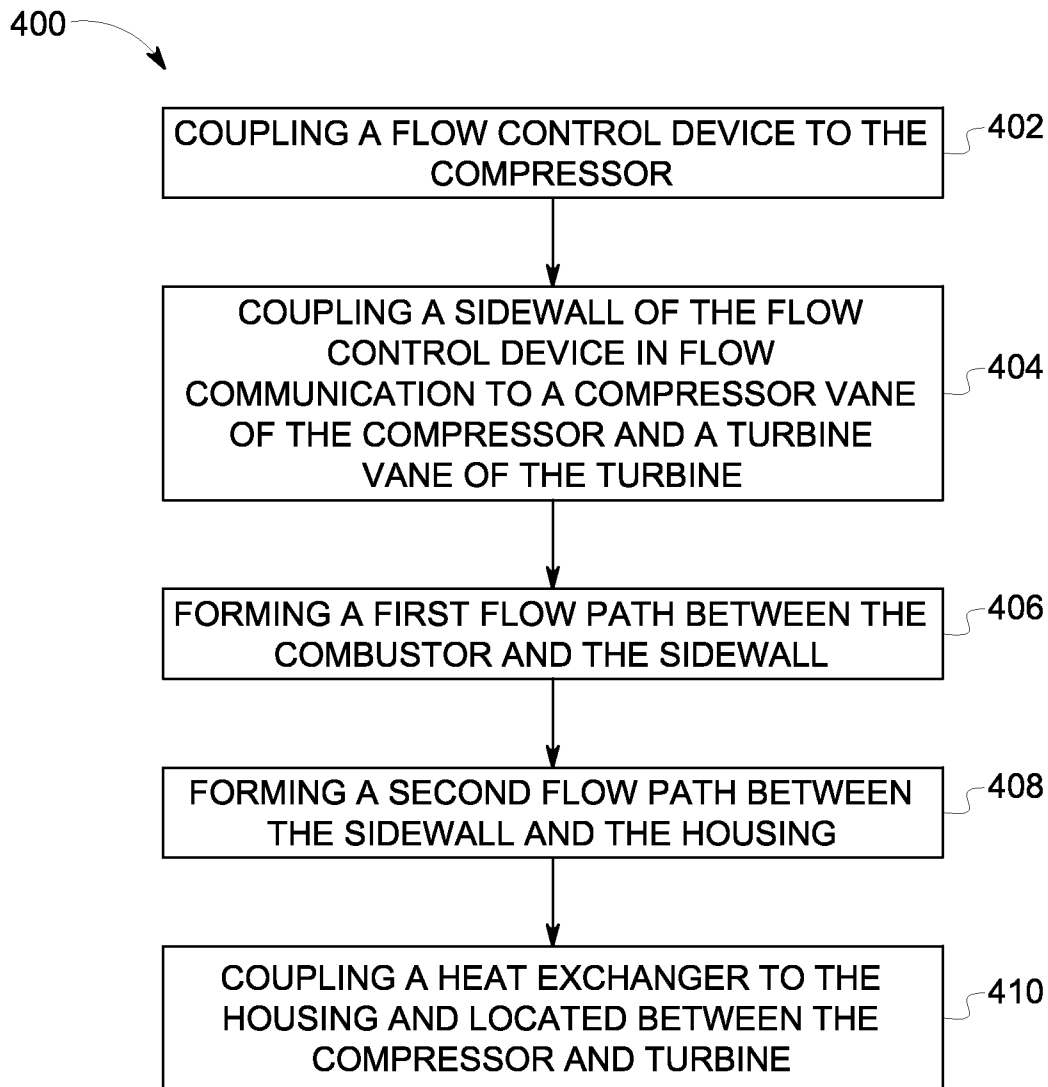 400
COUPLING A FLOW CONTROL DEVICE TO THE
COMPRESSOR
402
COUPLING A SIDEWALL OF THE FLOW
CONTROL DEVICE IN FLOW
COMMUNICATION TO A COMPRESSOR VANE
OF THE COMPRESSOR AND A TURBINE
VANE OF THE TURBINE
404
FORMING A FIRST FLOW PATH BETWEEN THE
COMBUSTOR AND THE SIDEWALL
406
FORMING A SECOND FLOW PATH BETWEEN
THE SIDEWALL AND THE HOUSING
408
COUPLING A HEAT EXCHANGER TO THE
HOUSING AND LOCATED BETWEEN THE
COMPRESSOR AND TURBINE
410